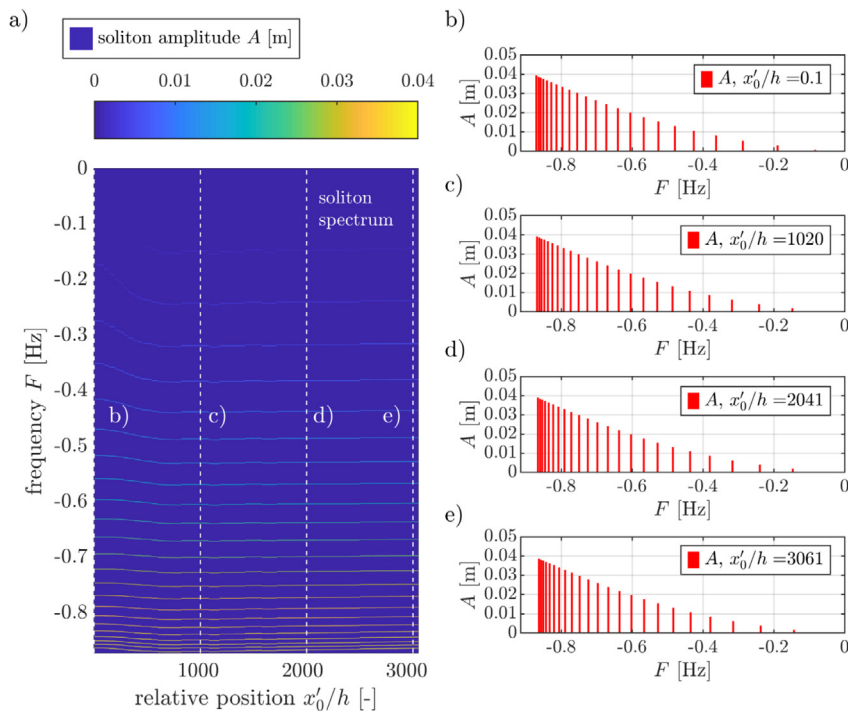 a)
soliton amplitude A [m]
0 0.01 0.02 0.03 0.04
0
-0.1
-0.2
-0.3
-0.4
-0.5
-0.6
-0.7
-0.8
frequency F [Hz]
soliton
spectrum
b) c) d) e)
1000 2000 3000
relative position x′₀/h [-]
b)
0.05
0.04
0.03
0.02
0.01
0
A [m]
A, x′₀/h =0.1
-0.8 -0.6 -0.4 -0.2 0
F [Hz]
c)
0.05
0.04
0.03
0.02
0.01
0
A [m]
A, x′₀/h =1020
-0.8 -0.6 -0.4 -0.2 0
F [Hz]
d)
0.05
0.04
0.03
0.02
0.01
0
A [m]
A, x′₀/h =2041
-0.8 -0.6 -0.4 -0.2 0
F [Hz]
e)
0.05
0.04
0.03
0.02
0.01
0
A [m]
A, x′₀/h =3061
-0.8 -0.6 -0.4 -0.2 0
F [Hz]